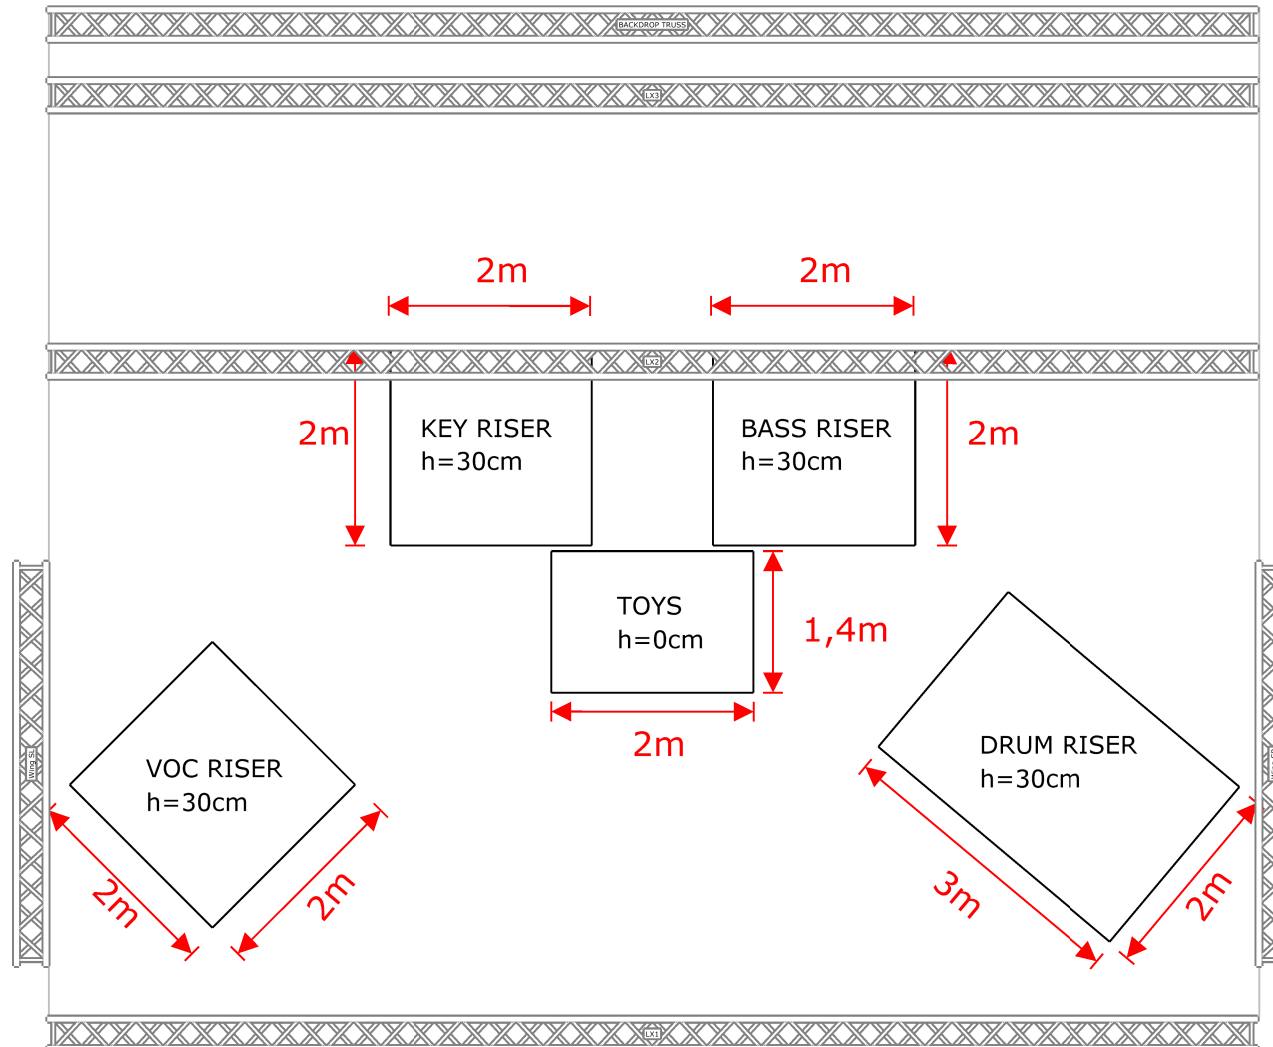 BACKDROP TRUSS
LX3
2m
2m
LX2
2m
KEY RISER
h=30cm
BASS RISER
h=30cm
2m
TOYS
h=0cm
1,4m
2m
Wing SL
VOC RISER
h=30cm
DRUM RISER
h=30cm
2m
2m
3m
2m
LX1